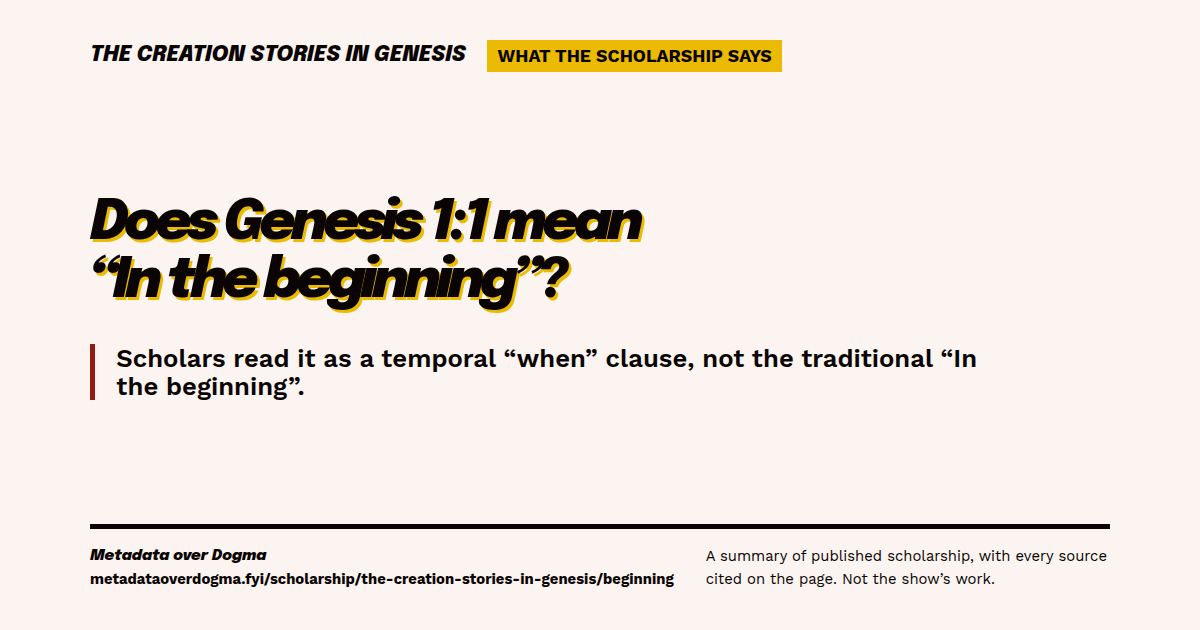 THE CREATION STORIES IN GENESIS
WHAT THE SCHOLARSHIP SAYS
Does Genesis 1:1 mean
“In the beginning”?
Scholars read it as a temporal “when” clause, not the traditional “In
the beginning”.
Metadata over Dogma
metadataoverdogma.fyi/scholarship/the-creation-stories-in-genesis/beginning
A summary of published scholarship, with every source
cited on the page. Not the show’s work.